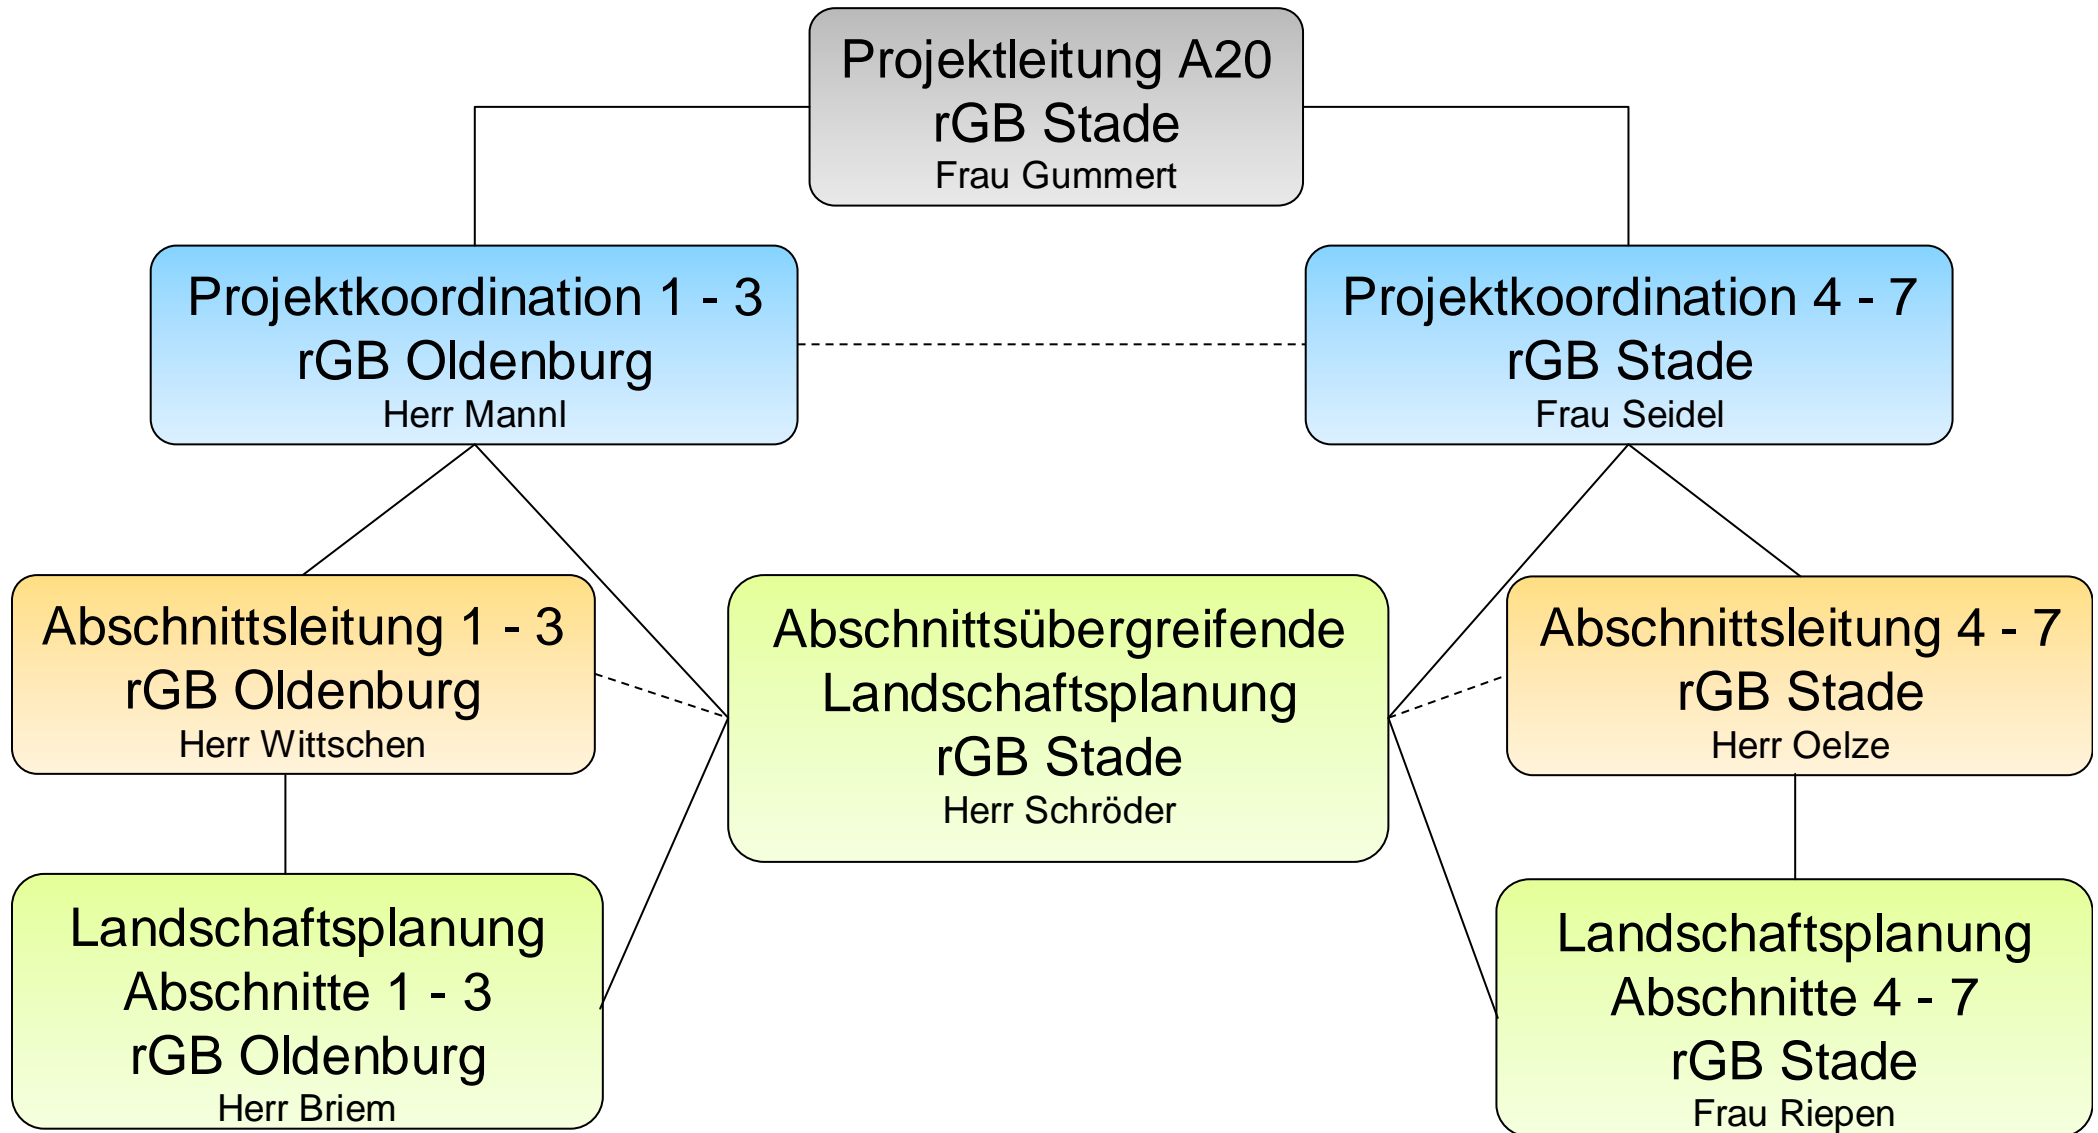 Projektleitung A20
rGB Stade
Frau Gummert
Projektkoordination 1 - 3
rGB Oldenburg
Herr Mannl
Projektkoordination 4 - 7
rGB Stade
Frau Seidel
Abschnittsleitung 1 - 3
rGB Oldenburg
Herr Wittschen
Abschnittsübergreifende
Landschaftsplanung
rGB Stade
Herr Schröder
Abschnittsleitung 4 - 7
rGB Stade
Herr Oelze
Landschaftsplanung
Abschnitte 1 - 3
rGB Oldenburg
Herr Briem
Landschaftsplanung
Abschnitte 4 - 7
rGB Stade
Frau Riepen